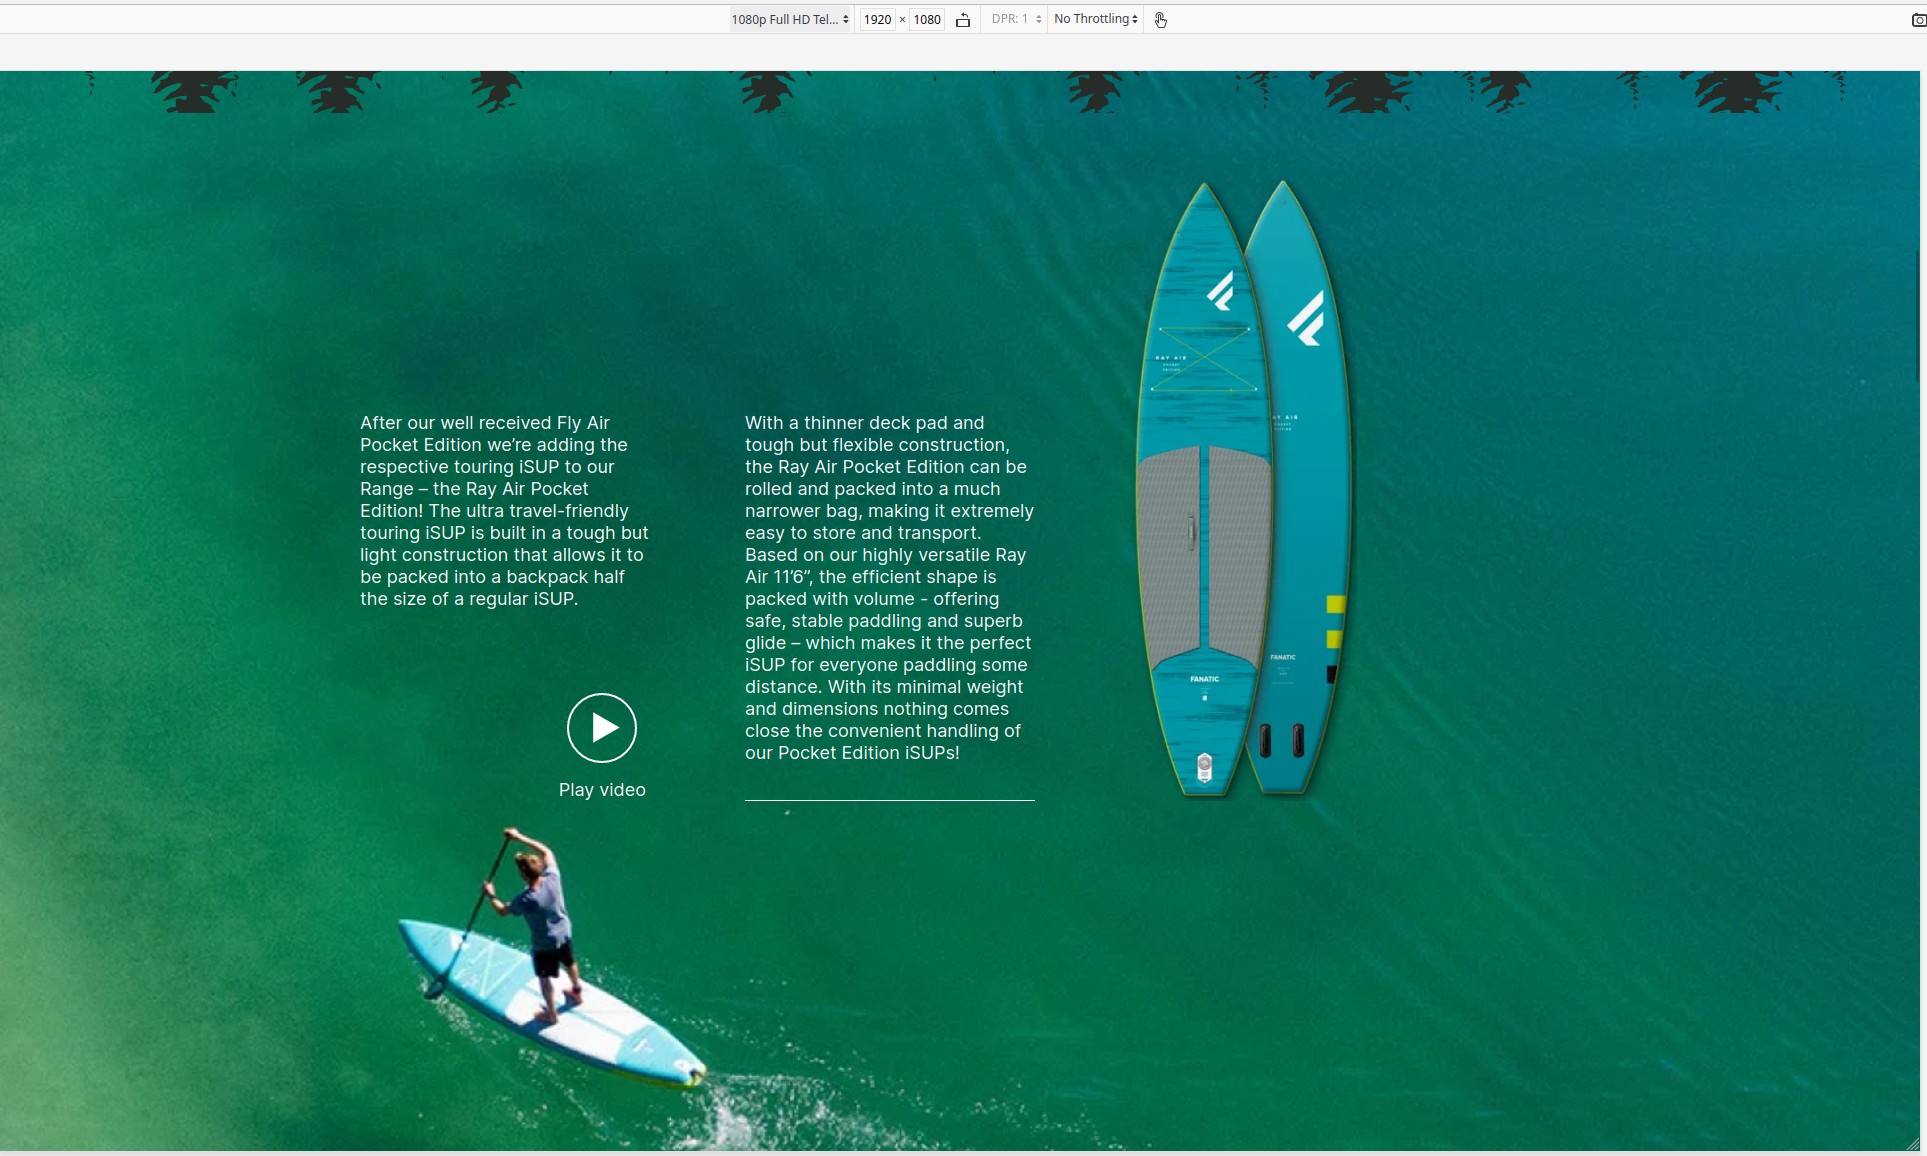 1080p Full HD Tel...
1920 × 1080
DPR: 1
No Throttling
After our well received Fly Air
Pocket Edition we’re adding the
respective touring iSUP to our
Range – the Ray Air Pocket
Edition! The ultra travel-friendly
touring iSUP is built in a tough but
light construction that allows it to
be packed into a backpack half
the size of a regular iSUP.
Play video
With a thinner deck pad and
tough but flexible construction,
the Ray Air Pocket Edition can be
rolled and packed into a much
narrower bag, making it extremely
easy to store and transport.
Based on our highly versatile Ray
Air 11’6”, the efficient shape is
packed with volume - offering
safe, stable paddling and superb
glide – which makes it the perfect
iSUP for everyone paddling some
distance. With its minimal weight
and dimensions nothing comes
close the convenient handling of
our Pocket Edition iSUPs!
RAY AIR
POCKET
EDITION
AY AIR
FANATIC
FANATIC